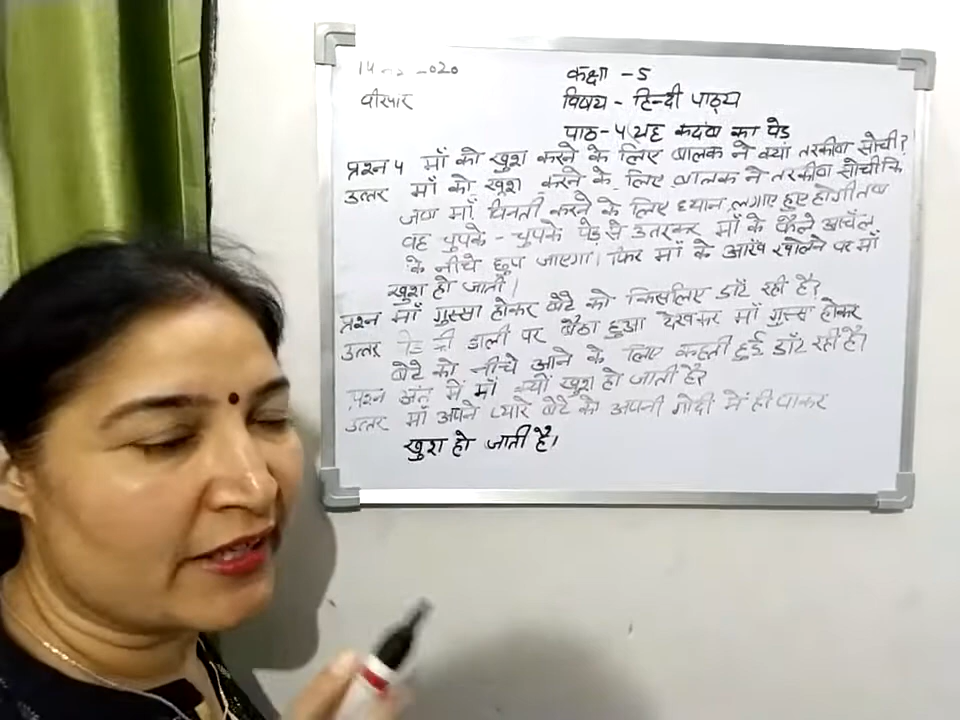 2020
वीरवार
कक्षा - 5
विषय - हिन्दी पाठ्य
पाठ - 4 यह कदंब का पेड
प्रश्न 4 माँ को खुश करने के लिए बालक ने क्या तरकीब सोची?
उत्तर माँ को खुश करने के लिए बालक ने तरकीब सोची कि
जब माँ विनती करने के लिए ध्यान लगाए हुए होगी तब
वह चुपके - चुपके पेड़ से उतरकर माँ के फैले आँचल
के नीचे छूप जाएगा। फिर माँ के आंख खोलने पर माँ
खुश हो जाती।
प्रश्न माँ गुस्सा होकर बेटे को किसलिए डाँट रही है?
उत्तर डाली पर बैठा हुआ देखकर माँ गुस्सा होकर
बेटे को नीचे आने के लिए कहती हुई डाँट रही है।
प्रश्न अंत में माँ क्यों खुश हो जाती है?
उत्तर माँ अपने प्यारे बेटे को अपनी गोदी में ही पाकर
खुश हो जाती है।